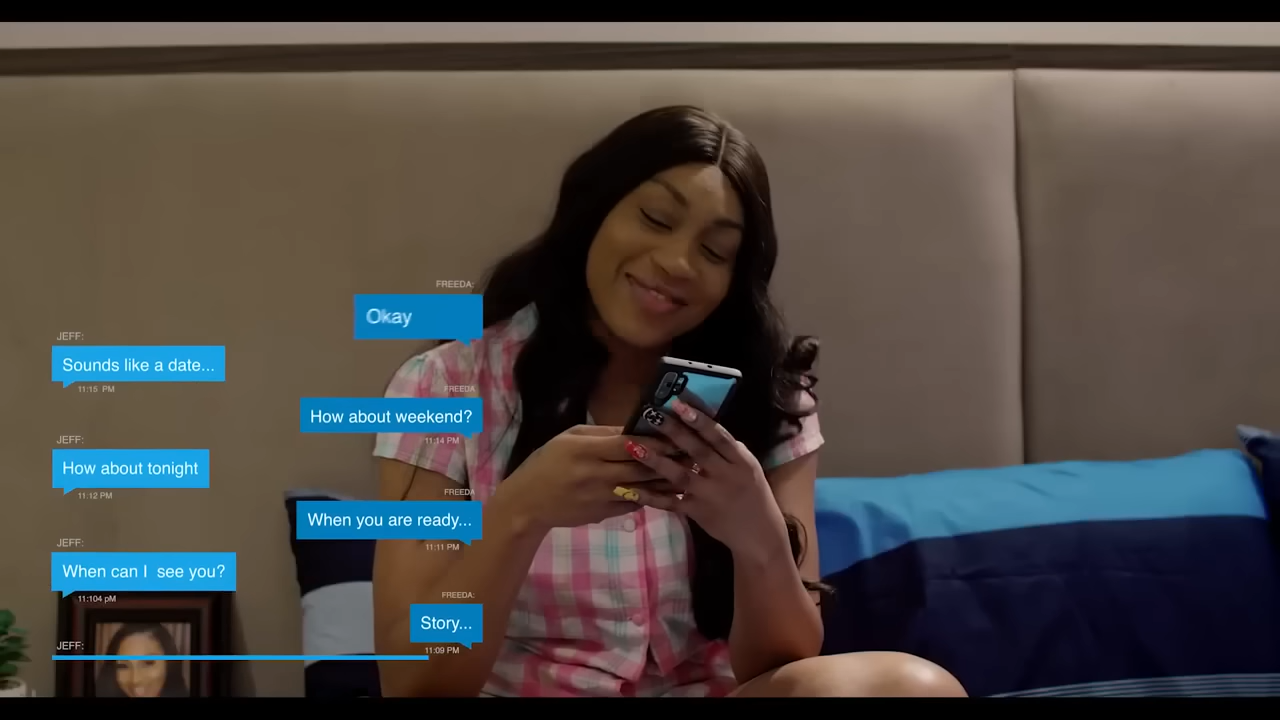 FREEDA:
Okay
JEFF:
Sounds like a date...
11:15 PM
FREEDA
How about weekend?
11:14 PM
JEFF:
How about tonight
11:12 PM
FREEDA
When you are ready...
11:11 PM
JEFF:
When can I see you?
11:104 pM
FREEDA:
Story...
11:09 PM
JEFF: